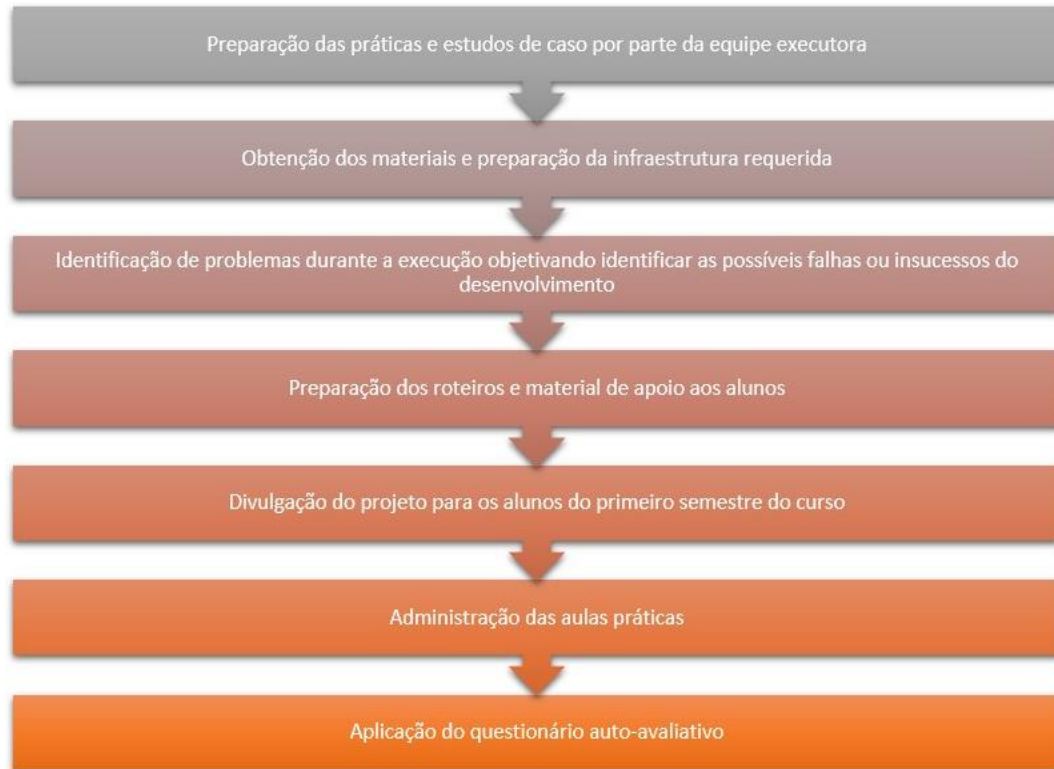 Preparação das práticas e estudos de caso por parte da equipe executora
Obtenção dos materiais e preparação da infraestrutura requerida
Identificação de problemas durante a execução objetivando identificar as possíveis falhas ou insucessos do
desenvolvimento
Preparação dos roteiros e material de apoio aos alunos
Divulgação do projeto para os alunos do primeiro semestre do curso
Administração das aulas práticas
Aplicação do questionário auto-avaliativo